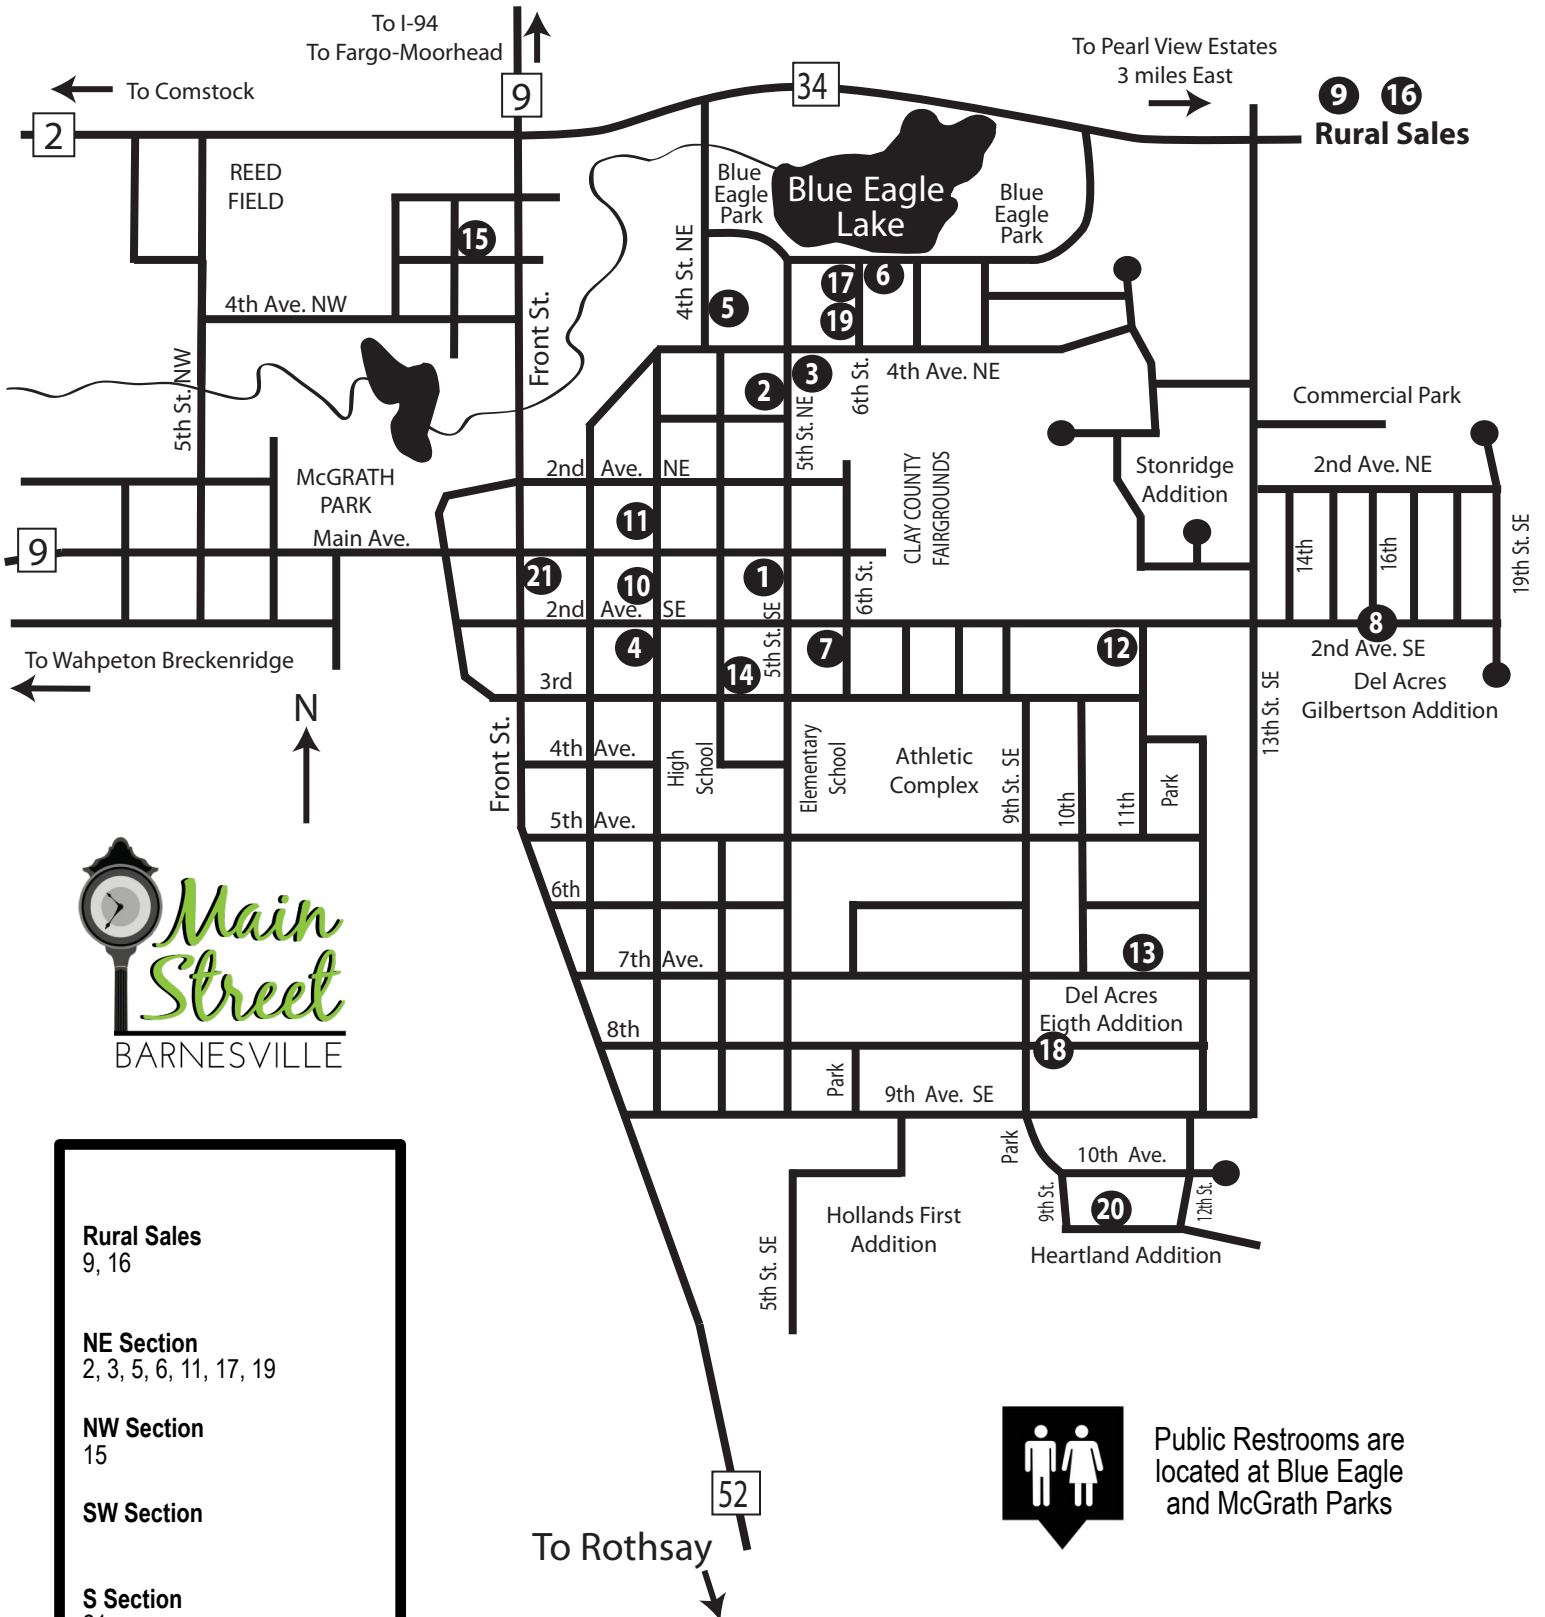 To I-94
To Fargo-Moorhead
To Comstock
2
9
34
To Pearl View Estates
3 miles East
9 16
Rural Sales
REED
FIELD
15
4th Ave. NW
5th St. NW
Front St.
4th St. NE
Blue
Eagle
Park
Blue Eagle
Lake
Blue
Eagle
Park
5
17
6
19
2
3
5th St. NE
6th St.
4th Ave. NE
Commercial Park
McGRATH
PARK
2nd Ave. NE
CLAY COUNTY
FAIRGROUNDS
Stonridge
Addition
2nd Ave. NE
9
Main Ave.
11
21
10
1
6th St.
14th
16th
19th St. SE
2nd Ave. SE
5th St. SE
4
7
12
8
2nd Ave. SE
To Wahpeton Breckenridge
3rd
14
Del Acres
Gilbertson Addition
13th St. SE
N
Front St.
4th Ave.
High
School
Elementary
School
Athletic
Complex
9th St. SE
10th
11th
Park
5th Ave.
6th
7th Ave.
13
Del Acres
Eigth Addition
8th
18
Park
9th Ave. SE
Main
Street
BARNESVILLE
Park
10th Ave.
9th St.
20
12th St.
Heartland Addition
Hollands First
Addition
5th St. SE
Rural Sales
9, 16
NE Section
2, 3, 5, 6, 11, 17, 19
NW Section
15
SW Section
S Section
52
To Rothsay
Public Restrooms are
located at Blue Eagle
and McGrath Parks